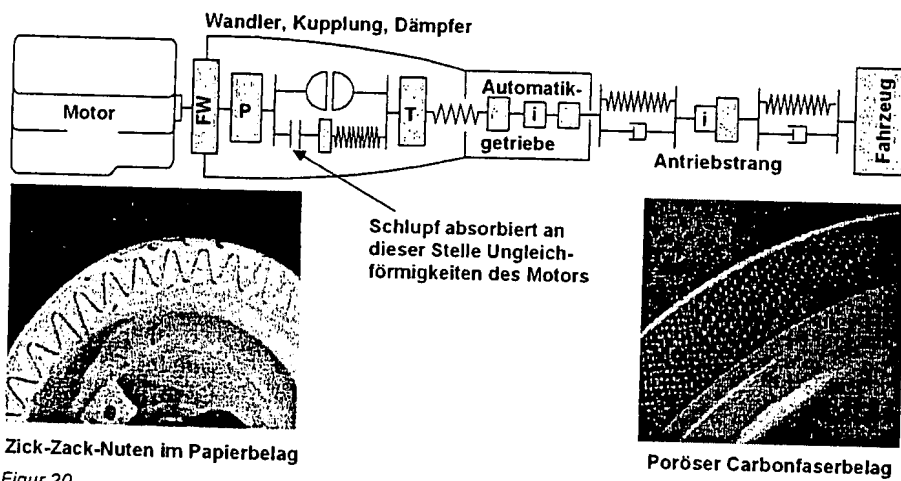 Wandler, Kupplung, Dämpfer
Motor
FW
P
T
Automatik-
i
getriebe
i
Antriebstrang
Fahrzeug
Schlupf absorbiert an
dieser Stelle Ungleich-
förmigkeiten des Motors
Zick-Zack-Nuten im Papierbelag
Poröser Carbonfaserbelag
Figur 20